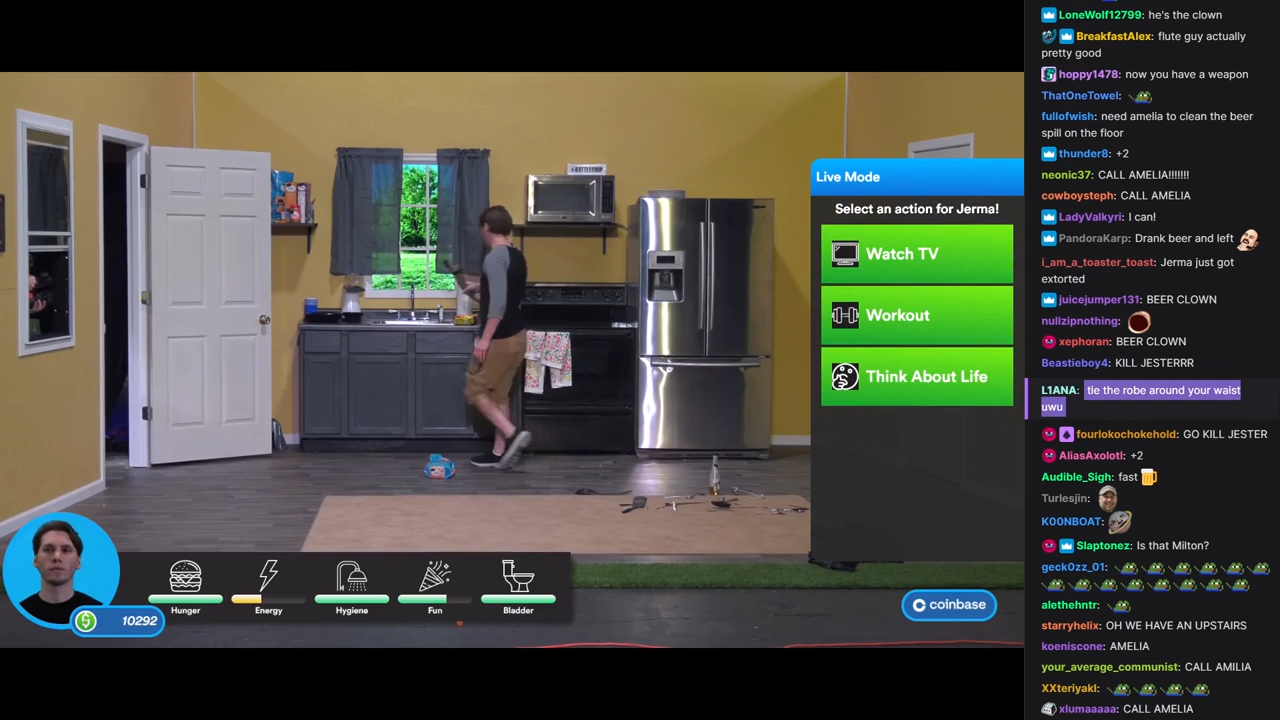 BATTLESHIP
Live Mode
Select an action for Jerma!
Watch TV
Workout
Think About Life
Hunger
Energy
Hygiene
Fun
Bladder
10292
coinbase
LoneWolf12799: he's the clown
BreakfastAlex: flute guy actually
pretty good
hoppy1478: now you have a weapon
ThatOneTowel:
fullofwish: need amelia to clean the beer
spill on the floor
thunder8: +2
neonic37: CALL AMELIA!!!!!!!
cowboysteph: CALL AMELIA
LadyValkyri: I can!
PandoraKarp: Drank beer and left
i_am_a_toaster_toast: Jerma just got
extorted
juicejumper131: BEER CLOWN
nullzipnothing:
xephoran: BEER CLOWN
Beastieboy4: KILL JESTERRR
L1ANA: tie the robe around your waist
uwu
fourlokochokehold: GO KILL JESTER
AliasAxolotl: +2
Audible_Sigh: fast
Turlesjin:
K00NBOAT:
Slaptonez: Is that Milton?
geck0zz_01:
alethehntr:
starryhelix: OH WE HAVE AN UPSTAIRS
koeniscone: AMELIA
your_average_communist: CALL AMILIA
XXteriyakI:
xlumaaaaa: CALL AMELIA